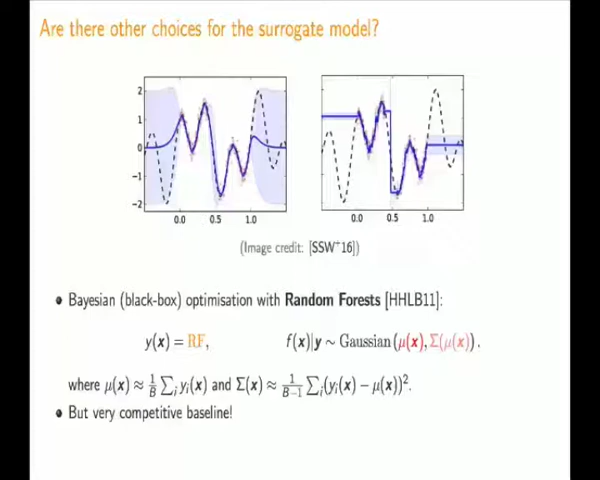 Are there other choices for the surrogate model?
2
1
0
−1
−2
0.0 0.5 1.0
0.0 0.5 1.0
(Image credit: [SSW⁺16])
• Bayesian (black-box) optimisation with Random Forests [HHLB11]:
y(x) = RF, f(x)|y ∼ Gaussian(μ(x), Σ(μ(x)).
where μ(x) ≈ 1/B ∑ᵢ yᵢ(x) and Σ(x) ≈ 1/(B−1) ∑ᵢ(yᵢ(x) − μ(x))².
• But very competitive baseline!